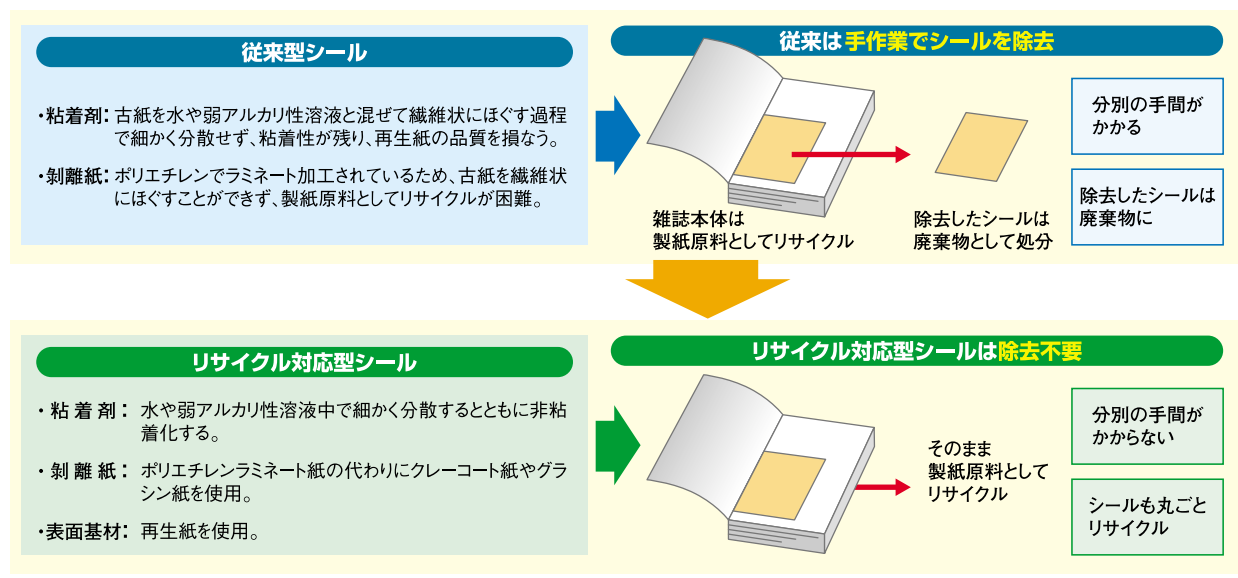 従来型シール
・粘着剤：古紙を水や弱アルカリ性溶液と混ぜて繊維状にほぐす過程
で細かく分散せず、粘着性が残り、再生紙の品質を損なう。
・剝離紙：ポリエチレンでラミネート加工されているため、古紙を繊維状
にほぐすことができず、製紙原料としてリサイクルが困難。
従来は手作業でシールを除去
雑誌本体は
製紙原料としてリサイクル
除去したシールは
廃棄物として処分
分別の手間が
かかる
除去したシールは
廃棄物に
リサイクル対応型シール
・粘着剤：水や弱アルカリ性溶液中で細かく分散するとともに非粘
着化する。
・剝離紙：ポリエチレンラミネート紙の代わりにクレーコート紙やグラ
シン紙を使用。
・表面基材：再生紙を使用。
リサイクル対応型シールは除去不要
そのまま
製紙原料として
リサイクル
分別の手間が
かからない
シールも丸ごと
リサイクル